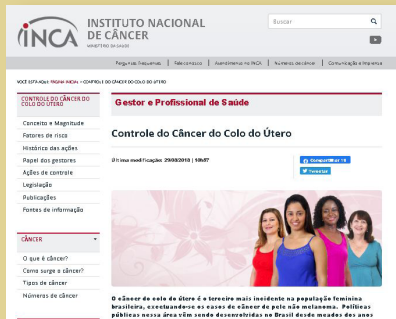 INCA
INSTITUTO NACIONAL
DE CÂNCER
MINISTÉRIO DA SAÚDE
Buscar
Perguntas frequentes | Fale conosco | Atendimento no INCA | Números de câncer | Comunicação e Imprensa
VOCÊ ESTÁ AQUI: PÁGINA INICIAL > CONTROLE DO CÂNCER DO COLO DO ÚTERO
CONTROLE DO CÂNCER DO
COLO DO ÚTERO
Conceito e Magnitude
Fatores de risco
Histórico das ações
Papel dos gestores
Ações de controle
Legislação
Publicações
Fontes de informação
CÂNCER
O que é câncer?
Como surge o câncer?
Tipos de câncer
Números de câncer
Gestor e Profissional de Saúde
Controle do Câncer do Colo do Útero
Última modificação: 29/08/2018 | 18h47
Compartilhar 16
Tweetar
O câncer do colo do útero é o terceiro mais incidente na população feminina
brasileira, excetuando-se os casos de câncer de pele não melanoma. Políticas
públicas nessa área vêm sendo desenvolvidas no Brasil desde meados dos anos